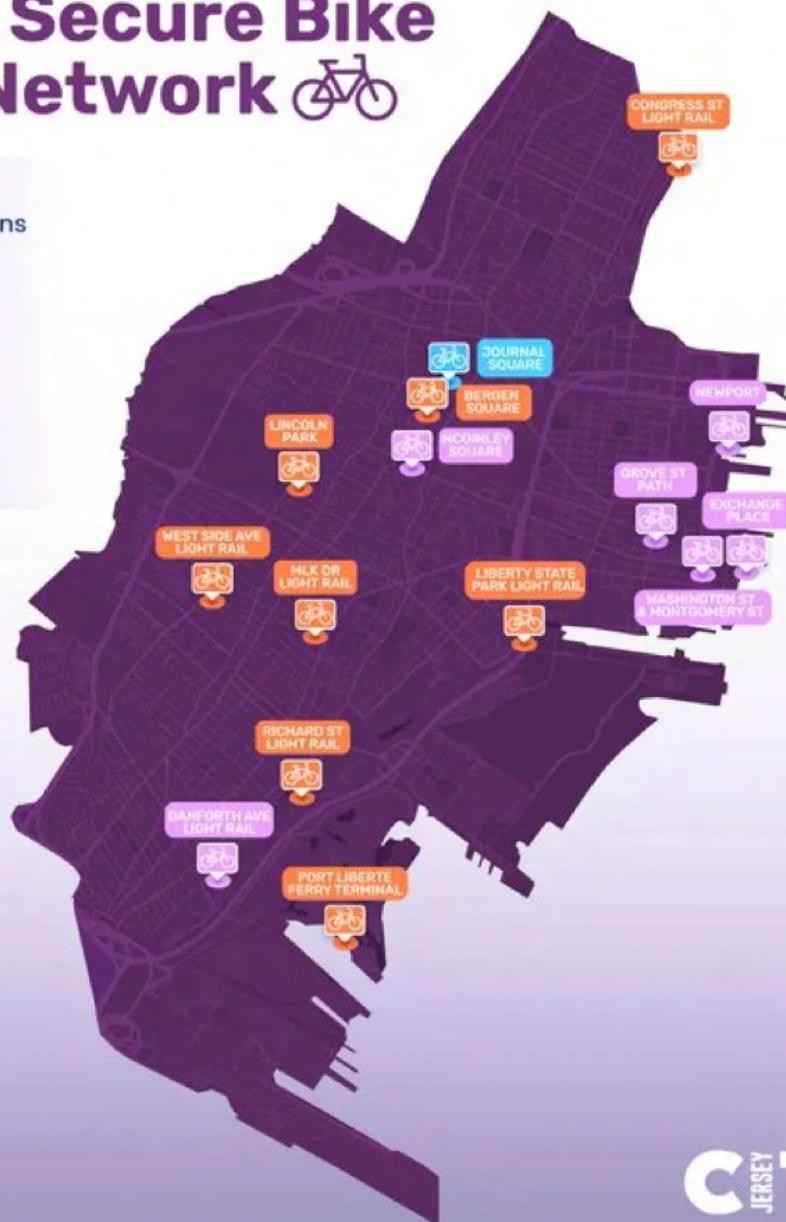 Secure Bike
Network
ns
CONGRESS ST
LIGHT RAIL
JOURNAL
SQUARE
BERGEN
SQUARE
NEWPORT
LINCOLN
PARK
MCGINLEY
SQUARE
GROVE ST
PATH
EXCHANGE
PLACE
WEST SIDE AVE
LIGHT RAIL
MLK DR
LIGHT RAIL
LIBERTY STATE
PARK LIGHT RAIL
WASHINGTON ST
& MONTGOMERY ST
RICHARD ST
LIGHT RAIL
DANFORTH AVE
LIGHT RAIL
PORT LIBERTE
FERRY TERMINAL
C JERSEY